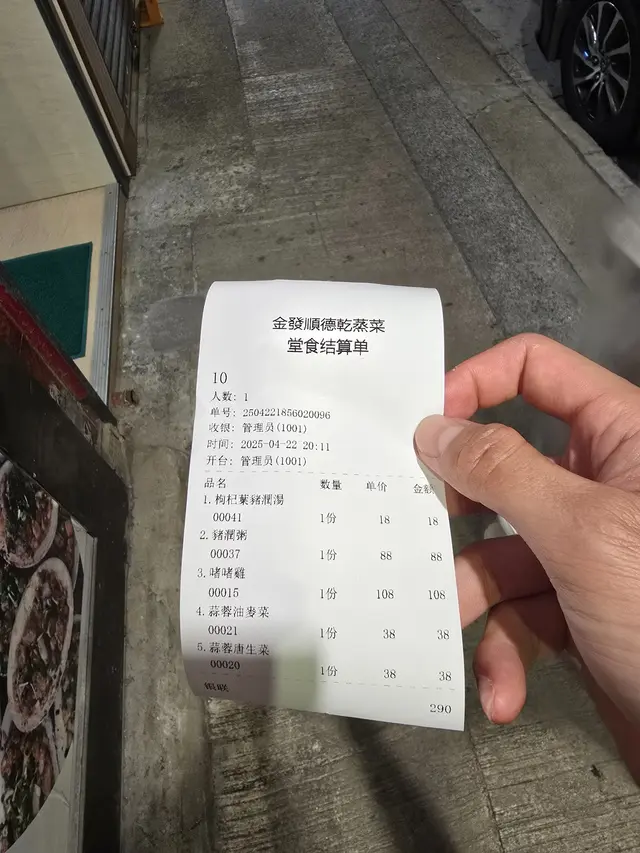 金發順德乾蒸菜
堂食结算单
10
人数: 1
单号: 2504221856020096
收银: 管理员(1001)
时间: 2025-04-22 20:11
开台: 管理员(1001)
品名 数量 单价 金额
1.枸杞葉豬潤湯
00041 1份 18 18
2.豬潤粥
00037 1份 88 88
3.啫啫雞
00015 1份 108 108
4.蒜蓉油麥菜
00021 1份 38 38
5.蒜蓉唐生菜
00020 1份 38 38
银联 290